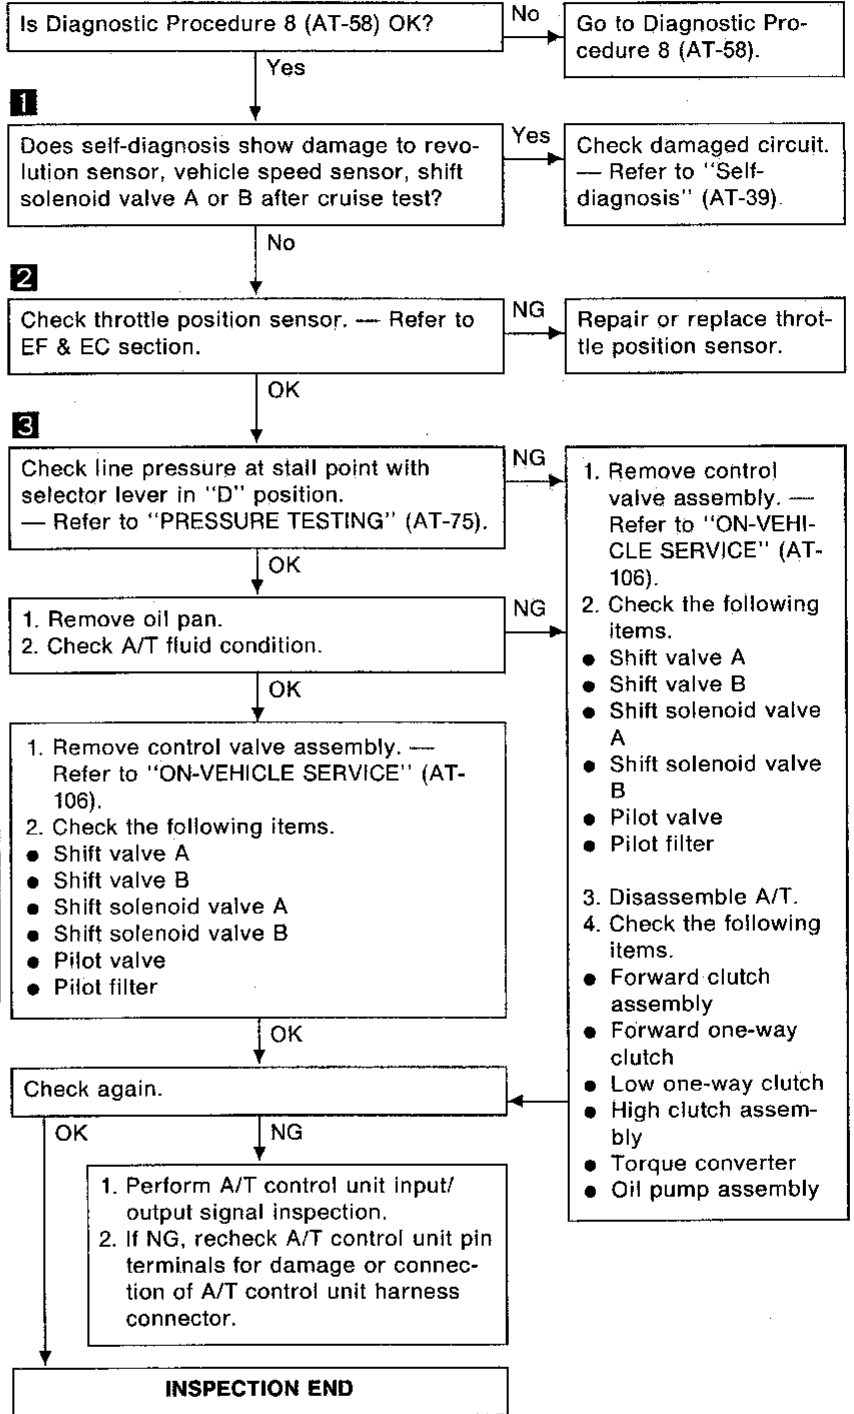 Is Diagnostic Procedure 8 (AT-58) OK?
No
Go to Diagnostic Pro-
cedure 8 (AT-58).
Yes
1
Does self-diagnosis show damage to revo-
lution sensor, vehicle speed sensor, shift
solenoid valve A or B after cruise test?
Yes
Check damaged circuit.
— Refer to "Self-
diagnosis" (AT-39).
No
2
Check throttle position sensor. — Refer to
EF & EC section.
NG
Repair or replace throt-
tle position sensor.
OK
3
Check line pressure at stall point with
selector lever in "D" position.
— Refer to "PRESSURE TESTING" (AT-75).
NG
OK
1. Remove oil pan.
2. Check A/T fluid condition.
NG
OK
1. Remove control
valve assembly. —
Refer to "ON-VEHI-
CLE SERVICE" (AT-
106).
2. Check the following
items.
● Shift valve A
● Shift valve B
● Shift solenoid valve
A
● Shift solenoid valve
B
● Pilot valve
● Pilot filter
3. Disassemble A/T.
4. Check the following
items.
● Forward clutch
assembly
● Forward one-way
clutch
● Low one-way clutch
● High clutch assem-
bly
● Torque converter
● Oil pump assembly
1. Remove control valve assembly. —
Refer to "ON-VEHICLE SERVICE" (AT-
106).
2. Check the following items.
● Shift valve A
● Shift valve B
● Shift solenoid valve A
● Shift solenoid valve B
● Pilot valve
● Pilot filter
OK
Check again.
OK
NG
1. Perform A/T control unit input/
output signal inspection.
2. If NG, recheck A/T control unit pin
terminals for damage or connec-
tion of A/T control unit harness
connector.
INSPECTION END